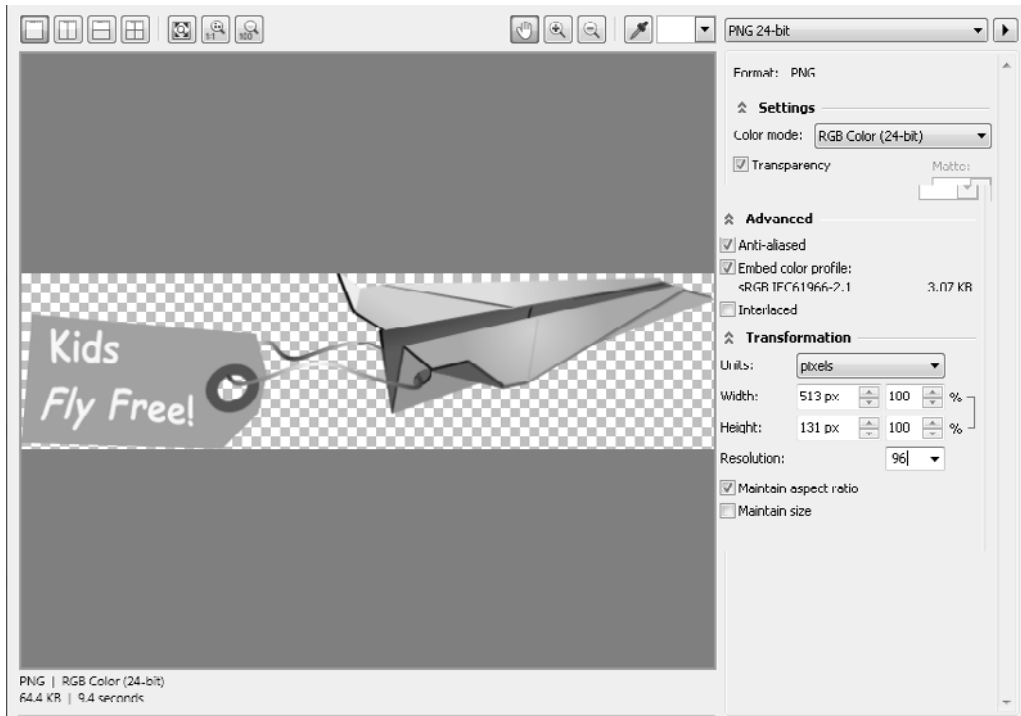 1:1
100
PNG 24-bit
Format: PNG
Settings
Color mode: RGB Color (24-bit)
Transparency
Matte:
Advanced
Anti-aliased
Embed color profile:
sRGB IEC61966-2.1 3.07 KB
Interlaced
Transformation
Units: pixels
Width: 513 px 100 %
Height: 131 px 100 %
Resolution: 96
Maintain aspect ratio
Maintain size
Kids
Fly Free!
PNG | RGB Color (24-bit)
64.4 KB | 9.4 seconds